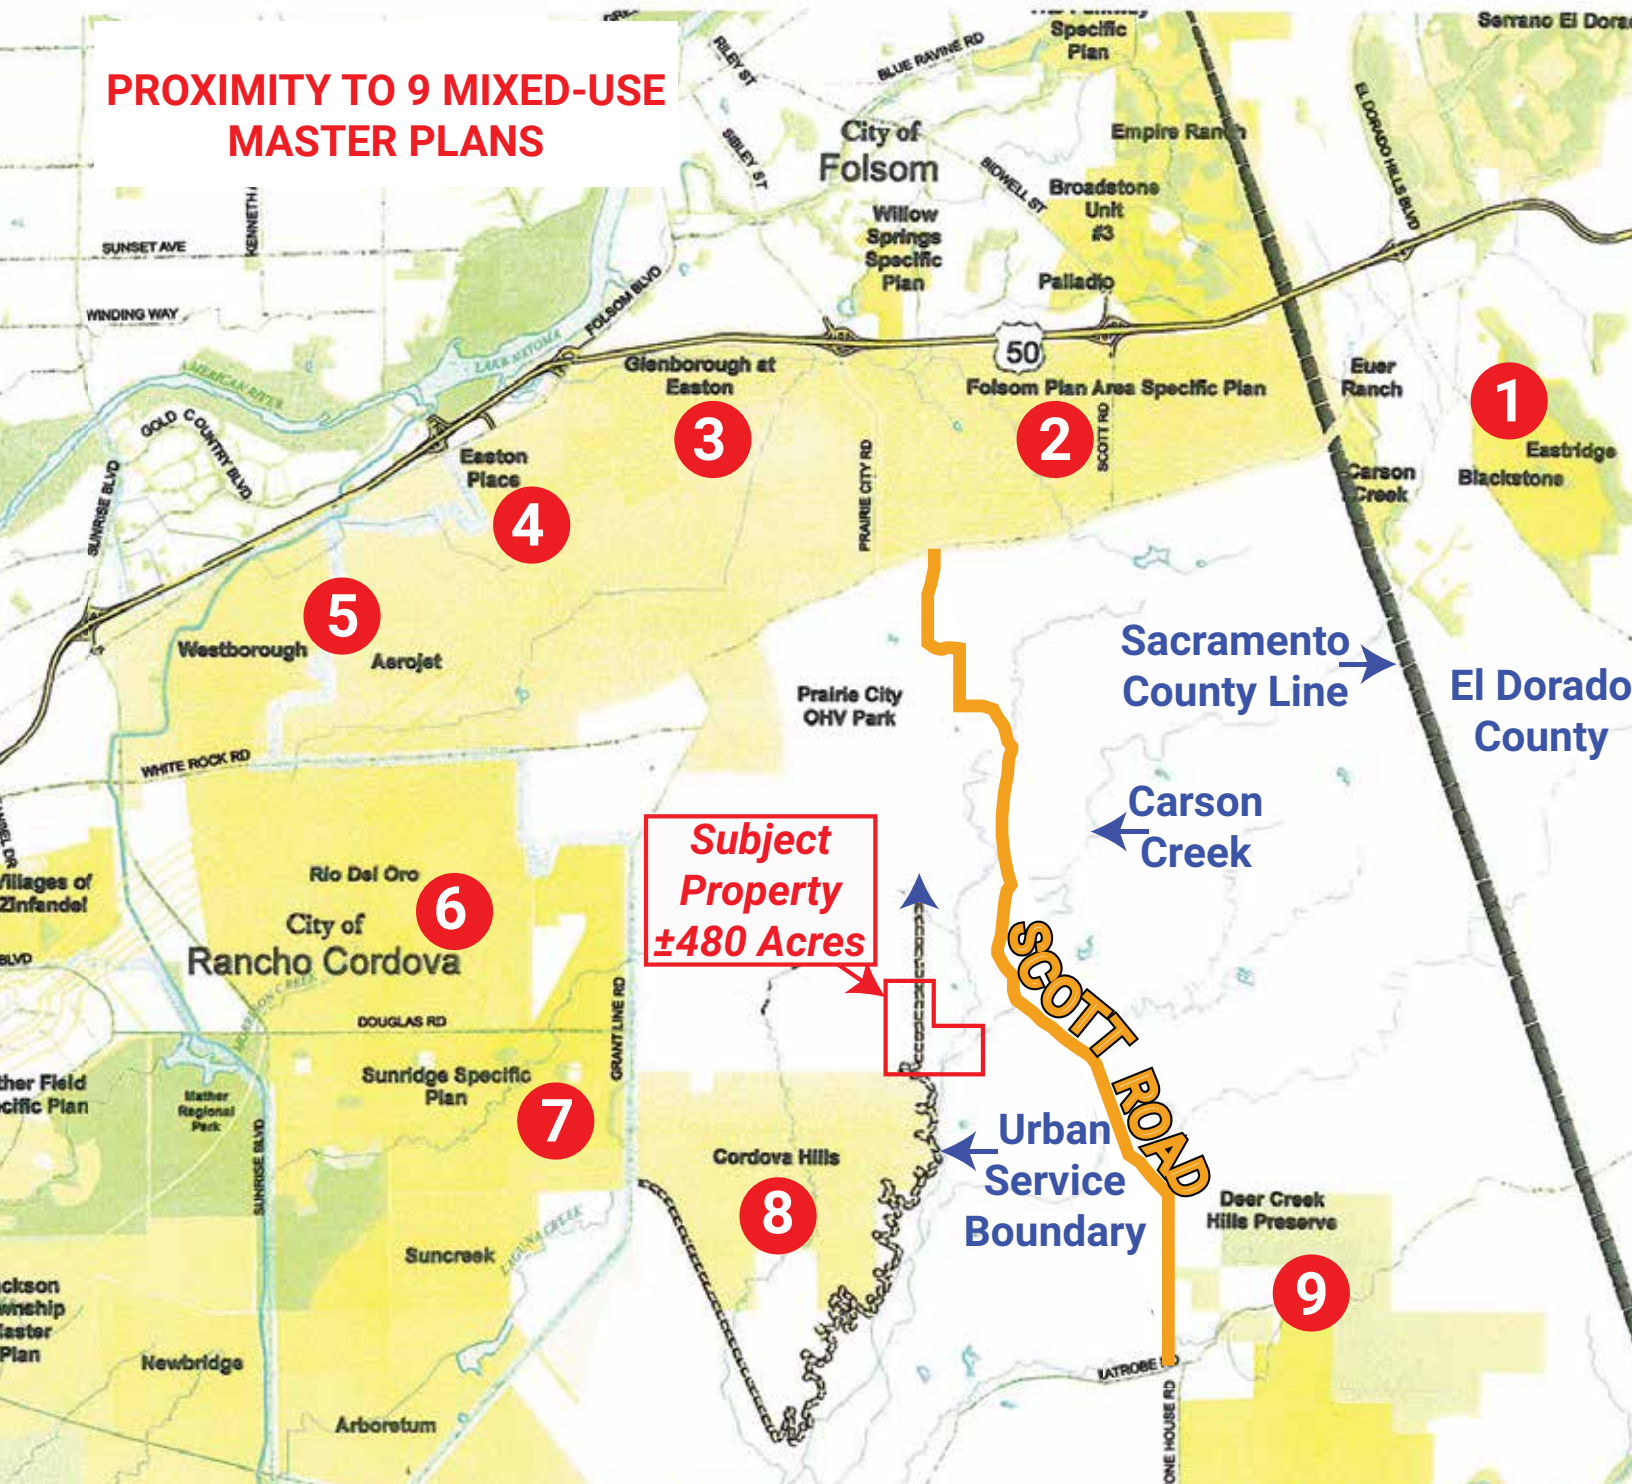 PROXIMITY TO 9 MIXED-USE
MASTER PLANS
Specific
Plan
BLUE RAVINE RD
RILEY ST
SIBLEY ST
City of
Folsom
BIDWELL ST
Empire Ranch
Broadstone
Unit
#3
Willow
Springs
Specific
Plan
Palladio
EL DORADO HILLS BLVD
SUNSET AVE
WINDING WAY
FOLSOM BLVD
LAKE NATOMA
AMERICAN RIVER
GOLD COUNTRY BLVD
SUNRISE BLVD
50
Glenborough at
Easton
3
Folsom Plan Area Specific Plan
2
SCOTT RD
PRAIRIE CITY RD
Euer
Ranch
1
Eastridge
Blackstone
Carson
Creek
Easton
Place
4
5
Westborough
Aerojet
Sacramento
County Line
El Dorado
County
Prairie City
OHV Park
WHITE ROCK RD
Carson
Creek
Subject
Property
±480 Acres
Rio Del Oro
6
City of
Rancho Cordova
Villages of
Zinfandel
BLVD
SCOTT ROAD
DOUGLAS RD
GRANT LINE RD
Sunridge Specific
Plan
7
Mather
Regional
Park
SUNRISE BLVD
Plan
Urban
Service
Boundary
Cordova Hills
8
Deer Creek
Hills Preserve
9
Suncreek
LAGUNA CREEK
Plan
Newbridge
Arboretum